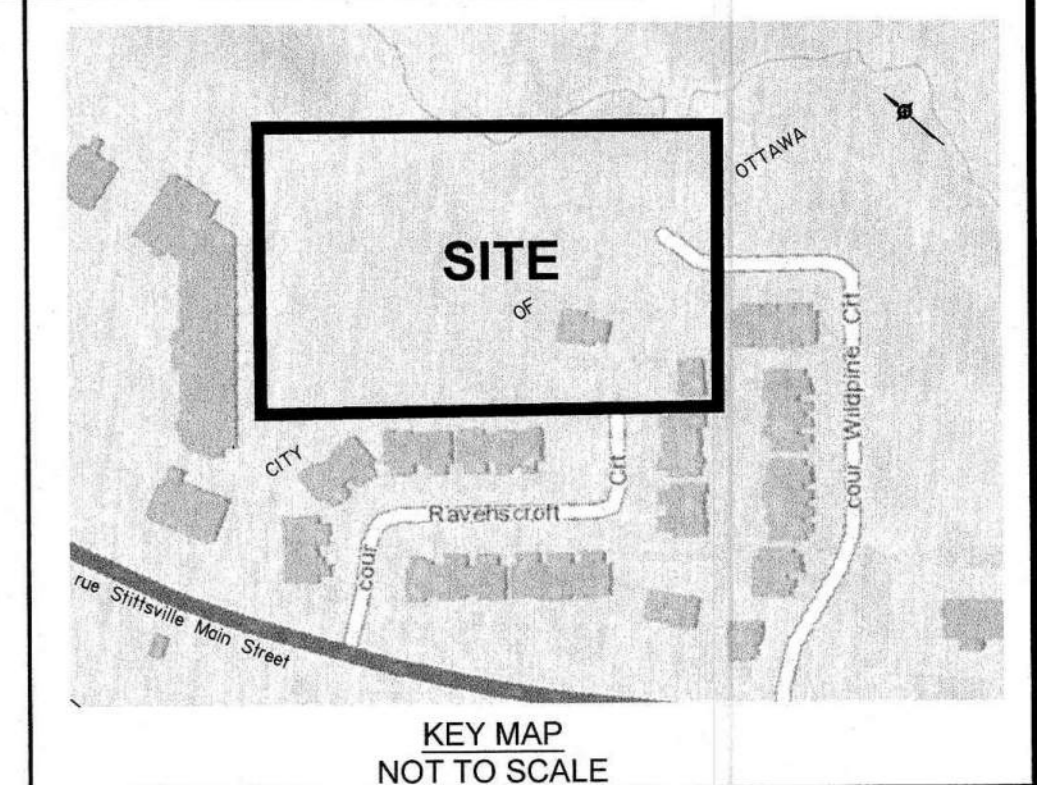 OTTAWA
SITE
OF
cour Wildpine Crt
CITY
Crt
Ravenscroft
cour
rue Stittsville Main Street
KEY MAP
NOT TO SCALE